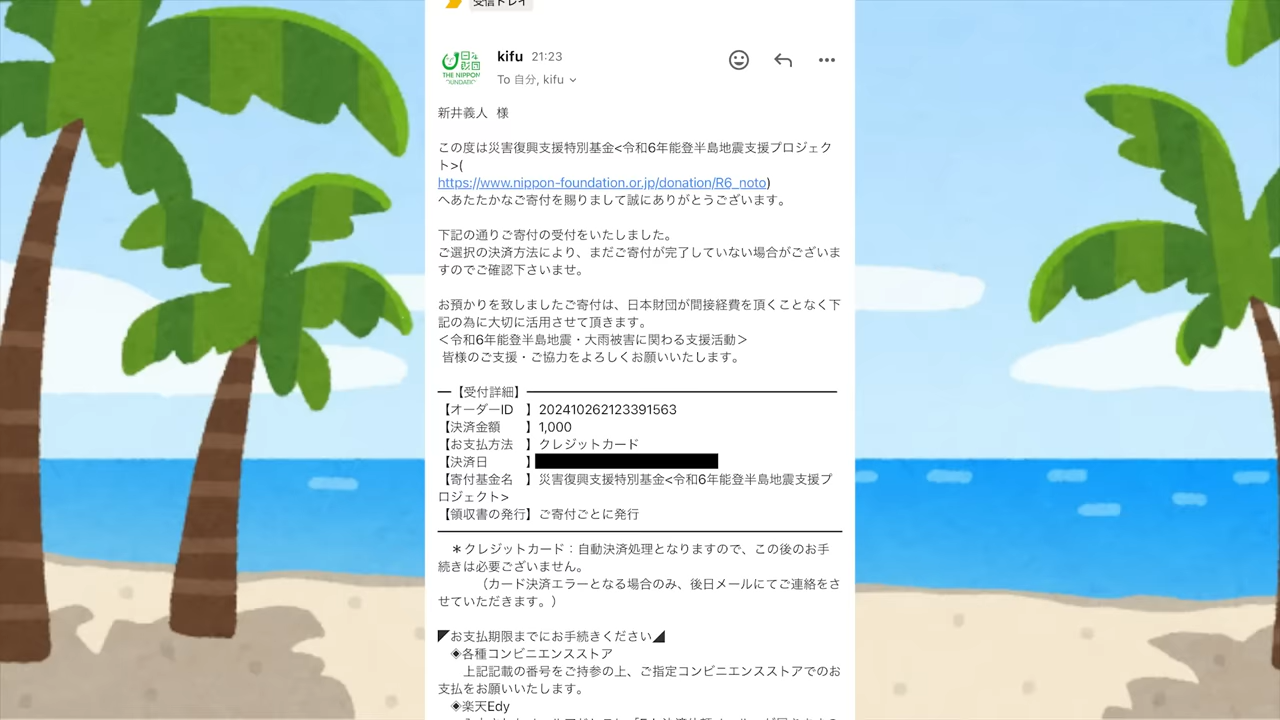 受信トレイ
kifu 21:23
日本財団
THE NIPPON
FOUNDATION
To 自分, kifu
新井義人 様
この度は災害復興支援特別基金<令和6年能登半島地震支援プロジェク
ト>(
https://www.nippon-foundation.or.jp/donation/R6_noto)
へあたたかなご寄付を賜りまして誠にありがとうございます。
下記の通りご寄付の受付をいたしました。
ご選択の決済方法により、まだご寄付が完了していない場合がございま
すのでご確認下さいませ。
お預かりを致しましたご寄付は、日本財団が間接経費を頂くことなく下
記の為に大切に活用させて頂きます。
＜令和6年能登半島地震・大雨被害に関わる支援活動＞
皆様のご支援・ご協力をよろしくお願いいたします。
━【受付詳細】━━━━━━━━━━━━━━━━━━
【オーダーID 】202410262123391563
【決済金額 】1,000
【お支払方法 】クレジットカード
【決済日 】
【寄付基金名 】災害復興支援特別基金<令和6年能登半島地震支援プ
ロジェクト>
【領収書の発行】ご寄付ごとに発行
＊クレジットカード：自動決済処理となりますので、この後のお手
続きは必要ございません。
（カード決済エラーとなる場合のみ、後日メールにてご連絡をさ
せていただきます。）
◤お支払期限までにお手続きください◢
◈各種コンビニエンスストア
上記記載の番号をご持参の上、ご指定コンビニエンスストアでのお
支払をお願いいたします。
◈楽天Edy